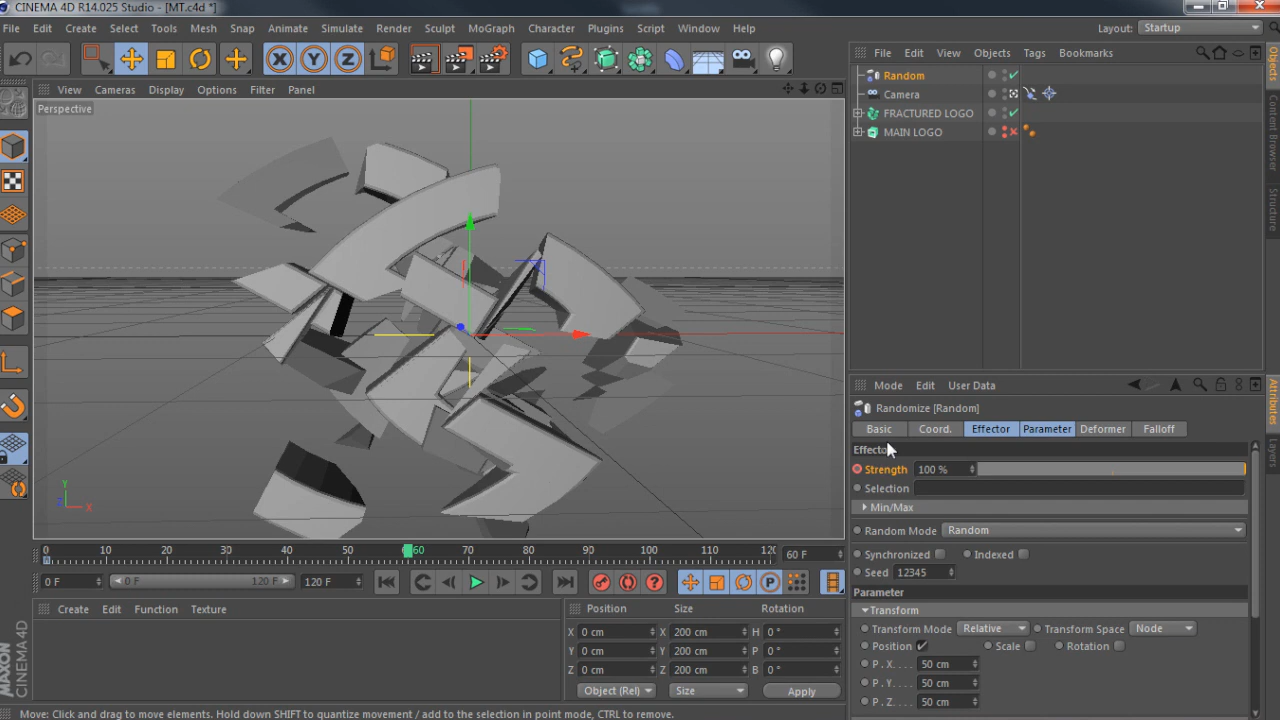 CINEMA 4D R14.025 Studio - [MT.c4d *]
File Edit Create Select Tools Mesh Snap Animate Simulate Render Sculpt MoGraph Character Plugins Script Window Help
Layout: Startup
X Y Z
View Cameras Display Options Filter Panel
Perspective
Y
X
Z
0 10 20 30 40 50 60 70 80 90 100 110 120
60 F
0 F
0 F 120 F
120 F
P
Create Edit Function Texture
Position Size Rotation
X 0 cm X 200 cm H 0 °
Y 0 cm Y 200 cm P 0 °
Z 0 cm Z 200 cm B 0 °
Object (Rel) Size Apply
MAXON
CINEMA 4D
Move: Click and drag to move elements. Hold down SHIFT to quantize movement / add to the selection in point mode, CTRL to remove.
File Edit View Objects Tags Bookmarks
Random
Camera
FRACTURED LOGO
MAIN LOGO
Objects
Content Browser
Structure
Mode Edit User Data
Randomize [Random]
Basic Coord. Effector Parameter Deformer Falloff
Effector
Strength 100 %
Selection
Min/Max
Random Mode Random
Synchronized Indexed
Seed 12345
Parameter
Transform
Transform Mode Relative Transform Space Node
Position Scale Rotation
P . X . . . . 50 cm
P . Y . . . . 50 cm
P . Z . . . . 50 cm
Attributes
Layers